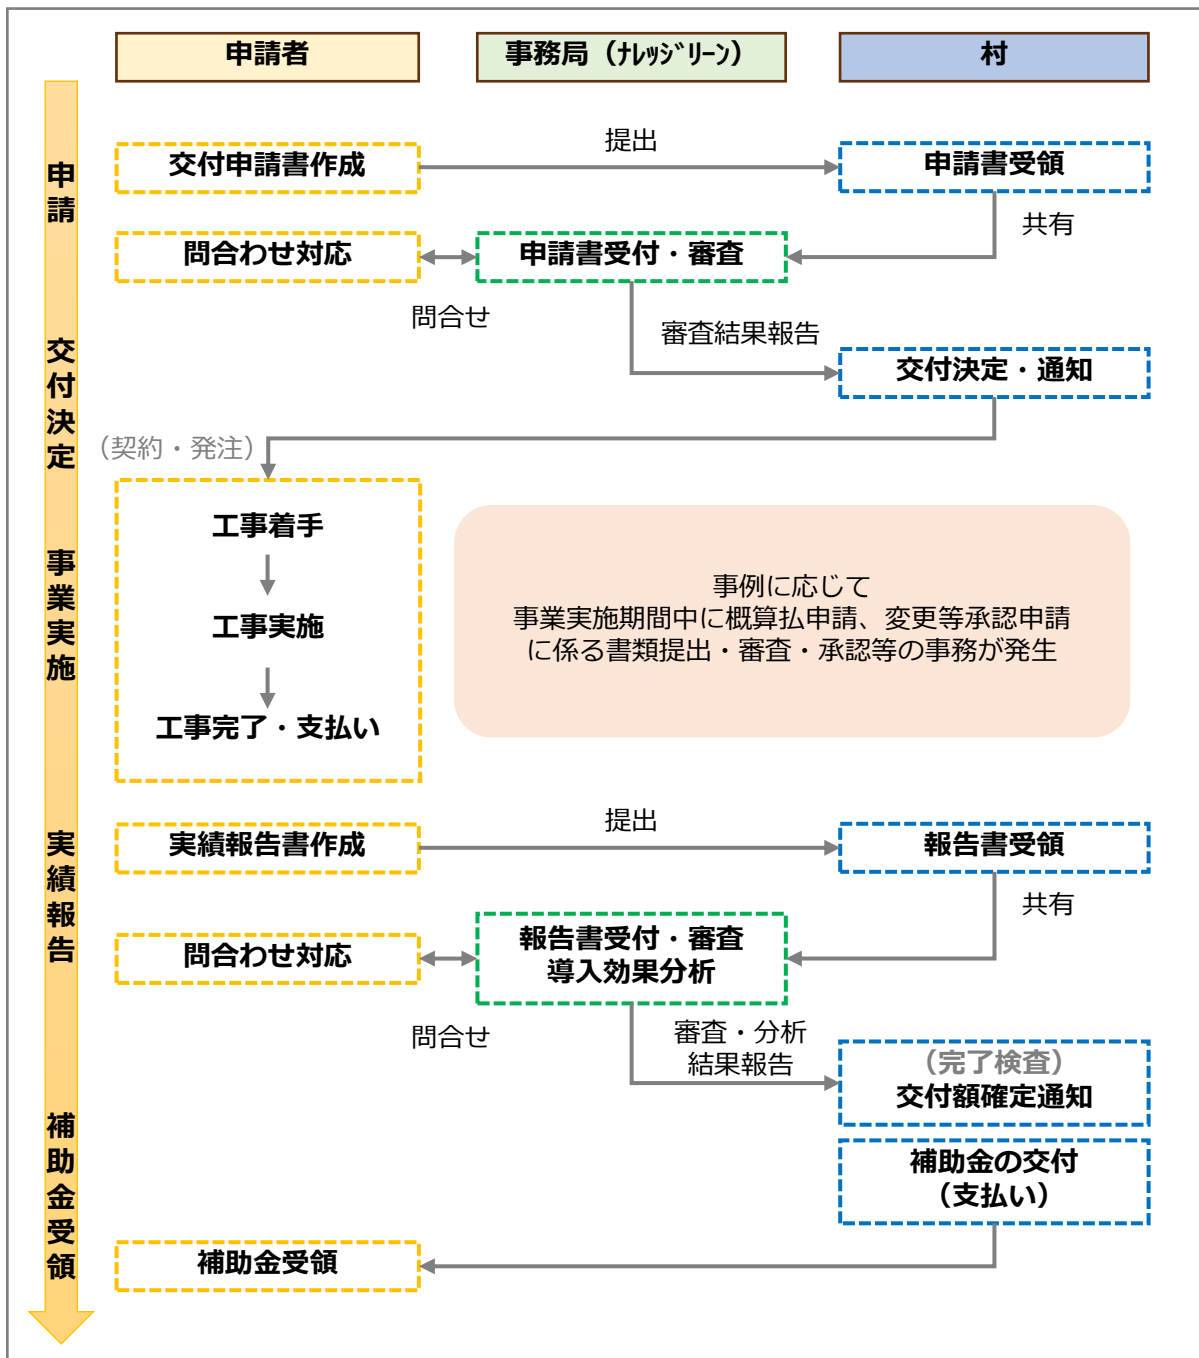 申請者
事務局（ﾅﾚｯｼﾞﾘｰﾝ）
村
申請
交付決定
事業実施
実績報告
補助金受領
交付申請書作成
提出
申請書受領
共有
問合わせ対応
申請書受付・審査
問合せ
審査結果報告
交付決定・通知
（契約・発注）
工事着手
工事実施
工事完了・支払い
事例に応じて
事業実施期間中に概算払申請、変更等承認申請
に係る書類提出・審査・承認等の事務が発生
実績報告書作成
提出
報告書受領
共有
問合わせ対応
報告書受付・審査
導入効果分析
問合せ
審査・分析
結果報告
（完了検査）
交付額確定通知
補助金の交付
（支払い）
補助金受領